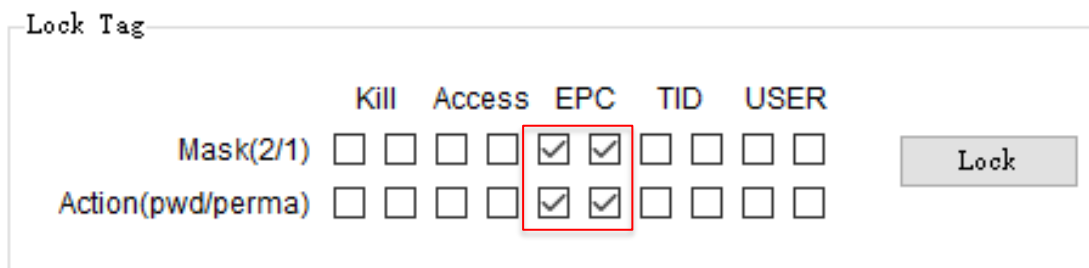 Lock Tag
Kill Access EPC TID USER
Mask(2/1)
Lock
Action(pwd/perma)